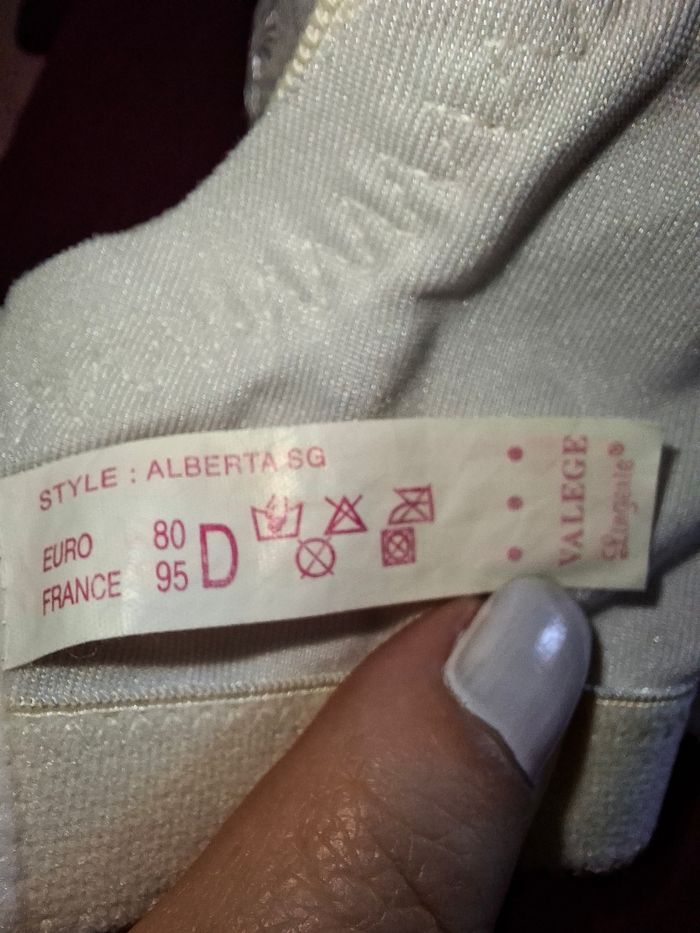 STYLE : ALBERTA SG
EURO 80
FRANCE 95
D
VALEGE
Lingerie®